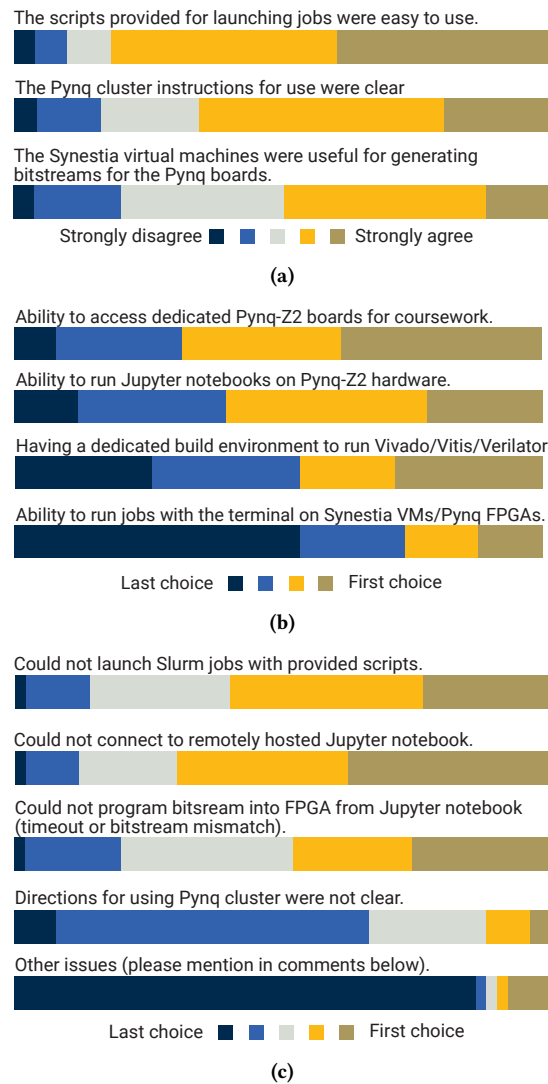 The scripts provided for launching jobs were easy to use.
The Pynq cluster instructions for use were clear
The Synestia virtual machines were useful for generating
bitstreams for the Pynq boards.
Strongly disagree Strongly agree
(a)
Ability to access dedicated Pynq-Z2 boards for coursework.
Ability to run Jupyter notebooks on Pynq-Z2 hardware.
Having a dedicated build environment to run Vivado/Vitis/Verilator
Ability to run jobs with the terminal on Synestia VMs/Pynq FPGAs.
Last choice First choice
(b)
Could not launch Slurm jobs with provided scripts.
Could not connect to remotely hosted Jupyter notebook.
Could not program bitsream into FPGA from Jupyter notebook
(timeout or bitstream mismatch).
Directions for using Pynq cluster were not clear.
Other issues (please mention in comments below).
Last choice First choice
(c)